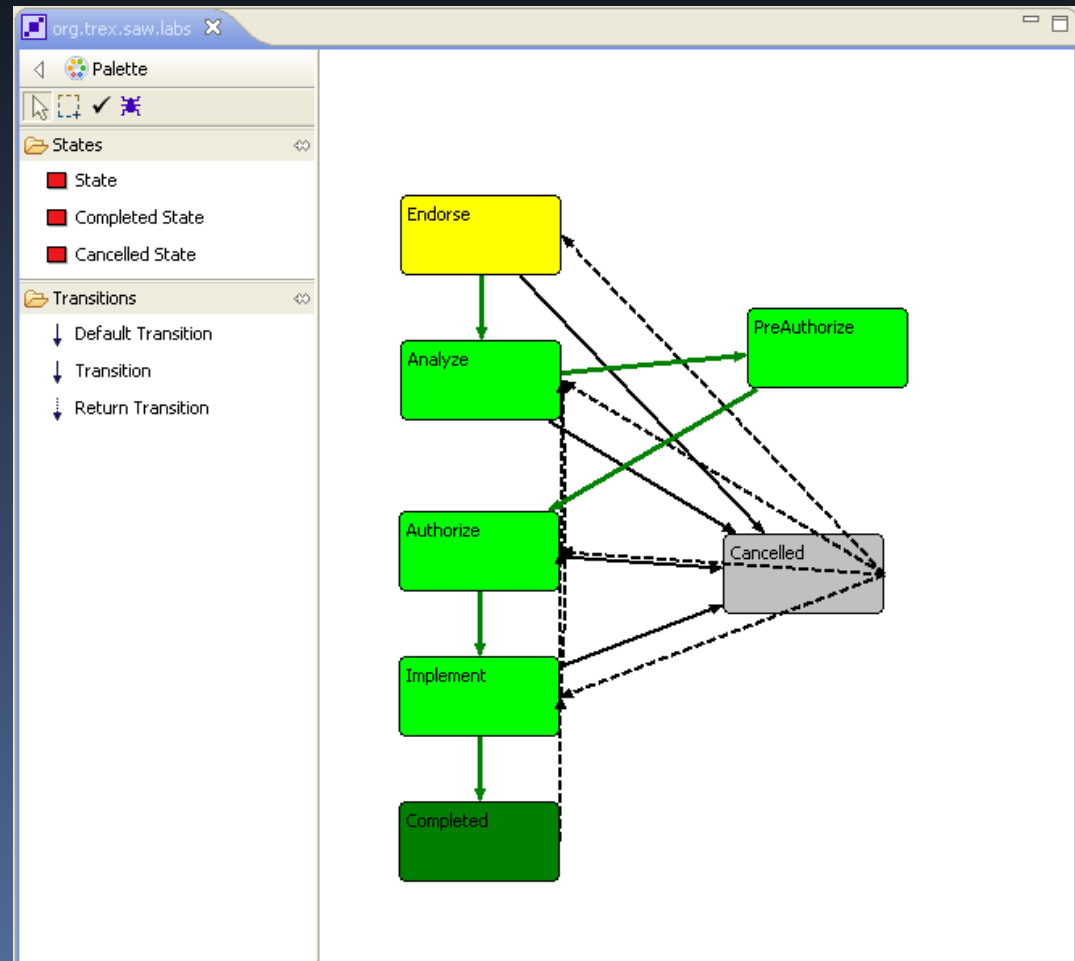 org.trex.saw.labs
Palette
States
State
Completed State
Cancelled State
Transitions
Default Transition
Transition
Return Transition
Endorse
PreAuthorize
Analyze
Authorize
Cancelled
Implement
Completed